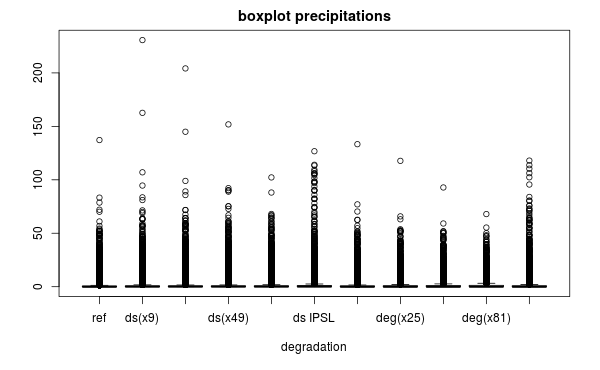 boxplot precipitations
200
150
100
50
0
ref ds(x9) ds(x49) ds IPSL deg(x25) deg(x81)
degradation